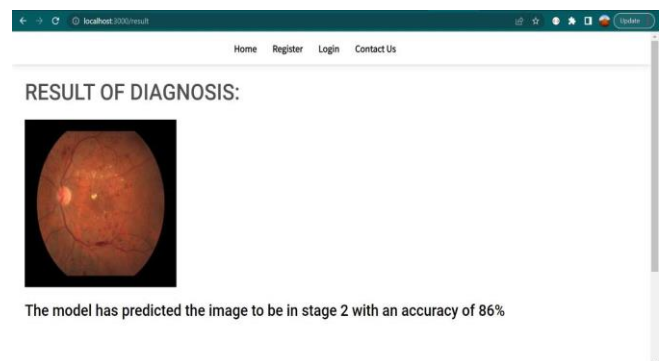 localhost:3000/result
Update
Home Register Login Contact Us
RESULT OF DIAGNOSIS:
The model has predicted the image to be in stage 2 with an accuracy of 86%